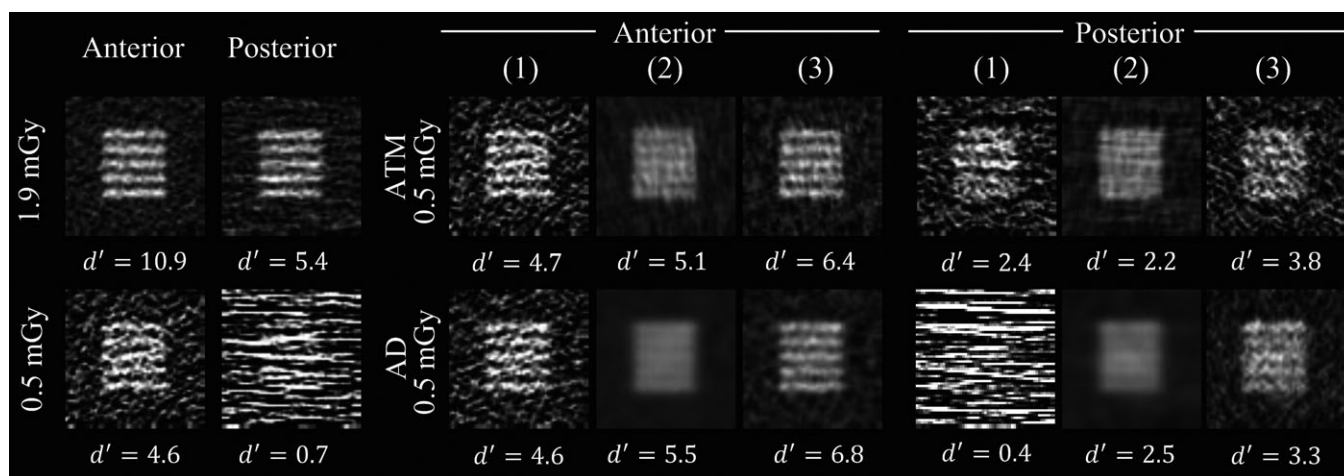 Anterior Posterior
Anterior Posterior
(1) (2) (3) (1) (2) (3)
1.9 mGy
ATM
0.5 mGy
d′ = 10.9 d′ = 5.4 d′ = 4.7 d′ = 5.1 d′ = 6.4 d′ = 2.4 d′ = 2.2 d′ = 3.8
0.5 mGy
AD
0.5 mGy
d′ = 4.6 d′ = 0.7 d′ = 4.6 d′ = 5.5 d′ = 6.8 d′ = 0.4 d′ = 2.5 d′ = 3.3